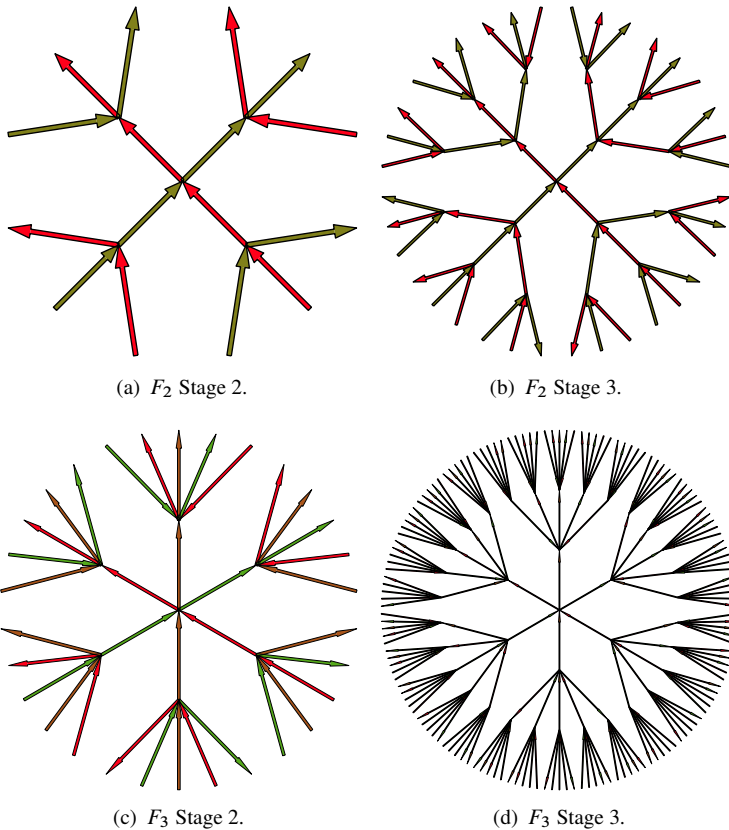 (a) F₂ Stage 2.
(b) F₂ Stage 3.
(c) F₃ Stage 2.
(d) F₃ Stage 3.